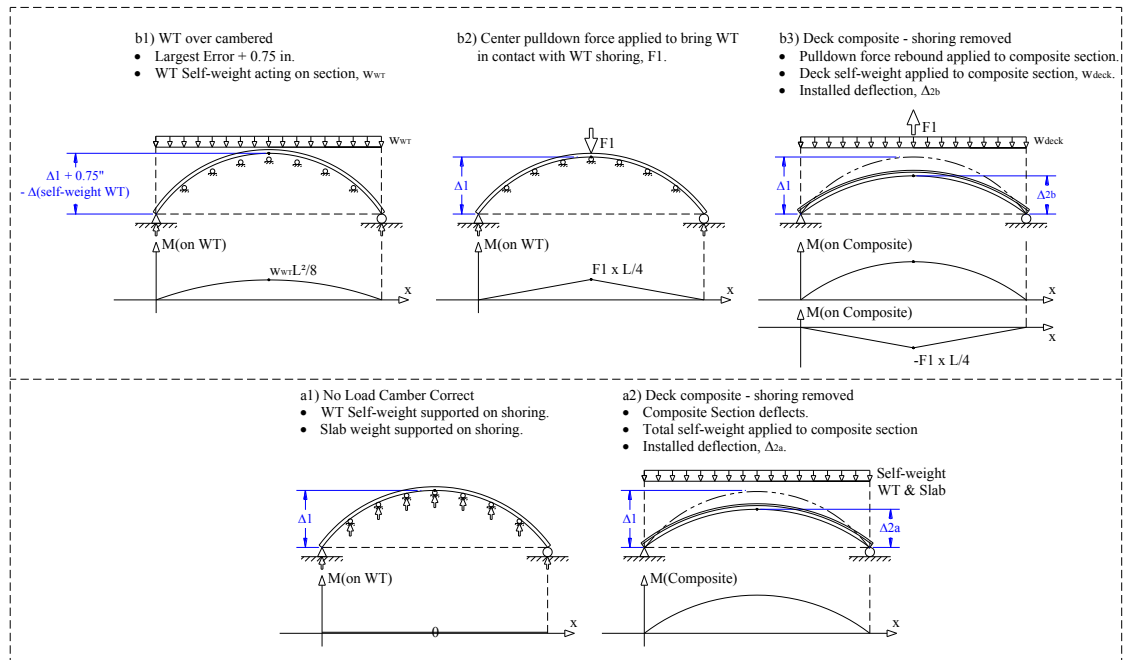 b1) WT over cambered
• Largest Error + 0.75 in.
• WT Self-weight acting on section, wWT
WWT
Δ1 + 0.75"
- Δ(self-weight WT)
M(on WT)
wWTL²/8
x
b2) Center pulldown force applied to bring WT
in contact with WT shoring, F1.
F1
Δ1
M(on WT)
F1 x L/4
x
b3) Deck composite - shoring removed
• Pulldown force rebound applied to composite section.
• Deck self-weight applied to composite section, wdeck.
• Installed deflection, Δ2b
F1
Wdeck
Δ1
Δ2b
M(on Composite)
x
M(on Composite)
x
-F1 x L/4
a1) No Load Camber Correct
• WT Self-weight supported on shoring.
• Slab weight supported on shoring.
Δ1
M(on WT)
0
x
a2) Deck composite - shoring removed
• Composite Section deflects.
• Total self-weight applied to composite section
• Installed deflection, Δ2a.
Self-weight
WT & Slab
Δ1
Δ2a
M(Composite)
x